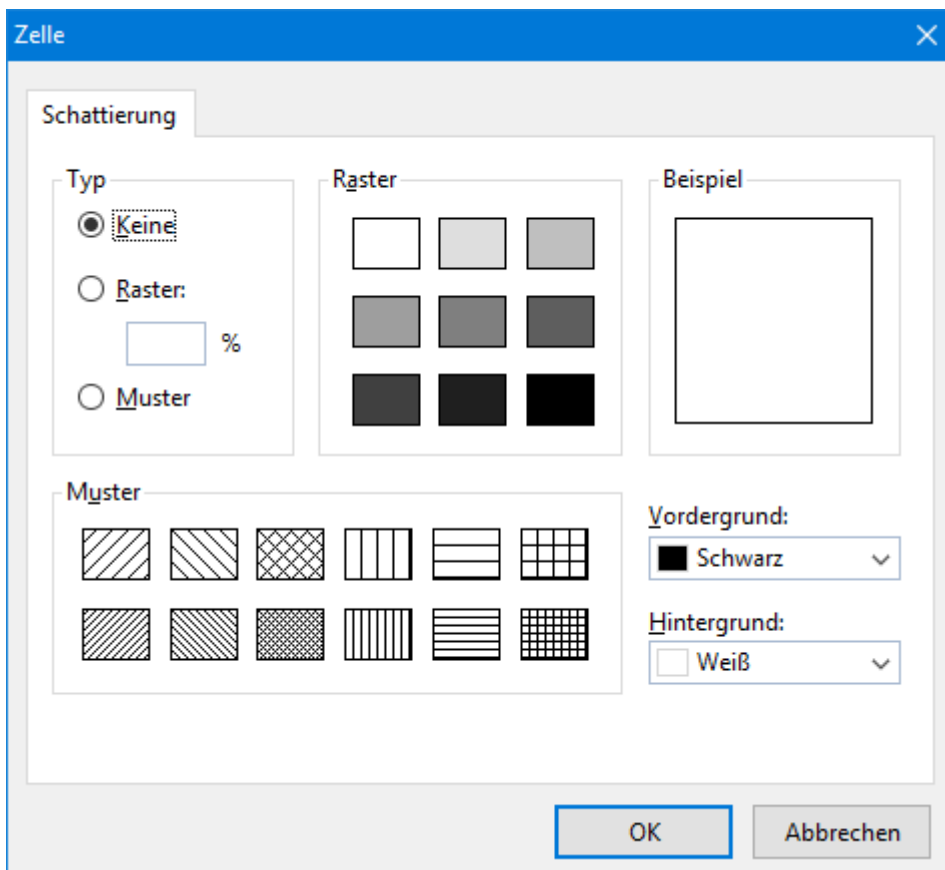 Zelle
Schattierung
Typ
Keine
Raster:
%
Muster
Raster
Beispiel
Muster
Vordergrund:
Schwarz
Hintergrund:
Weiß
OK
Abbrechen